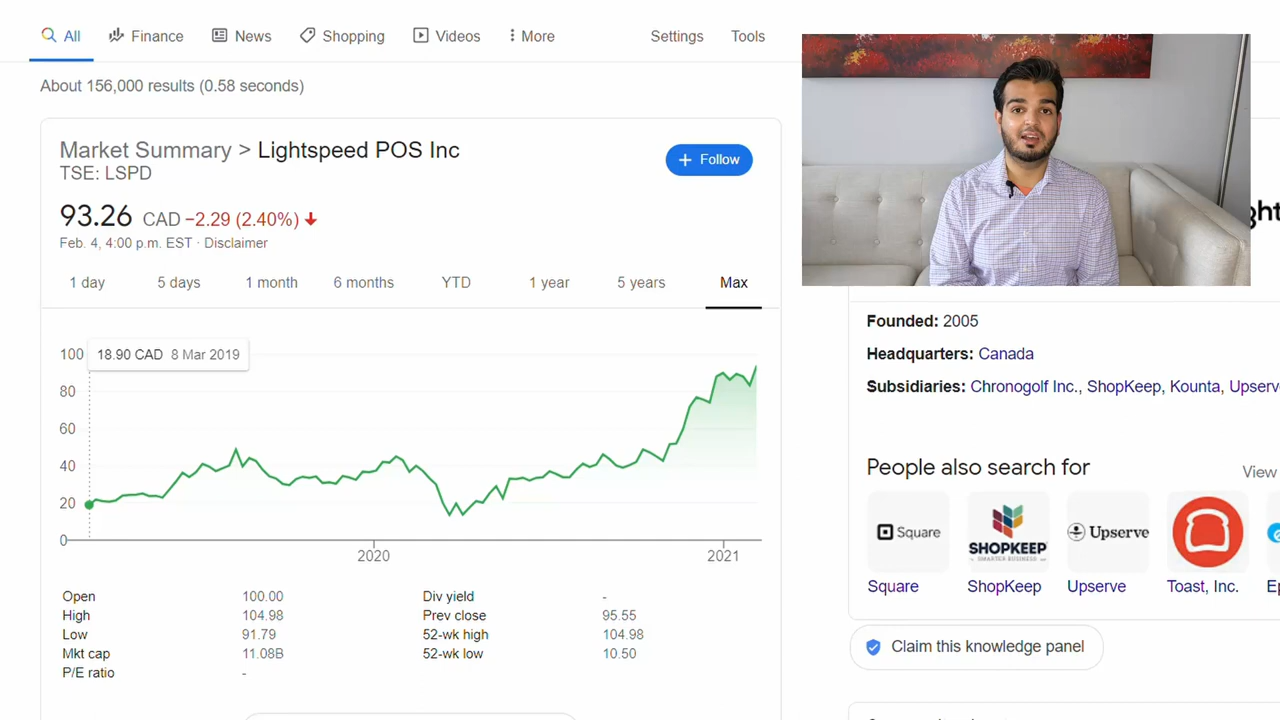 All Finance News Shopping Videos More Settings Tools
About 156,000 results (0.58 seconds)
Market Summary > Lightspeed POS Inc
TSE: LSPD
+ Follow
93.26 CAD −2.29 (2.40%)
Feb. 4, 4:00 p.m. EST · Disclaimer
1 day 5 days 1 month 6 months YTD 1 year 5 years Max
18.90 CAD 8 Mar 2019
100
80
60
40
20
0
2020 2021
Open 100.00 Div yield -
High 104.98 Prev close 95.55
Low 91.79 52-wk high 104.98
Mkt cap 11.08B 52-wk low 10.50
P/E ratio -
Founded: 2005
Headquarters: Canada
Subsidiaries: Chronogolf Inc., ShopKeep, Kounta, Upserv
People also search for View
Square SHOPKEEP Upserve
Square ShopKeep Upserve Toast, Inc.
Claim this knowledge panel